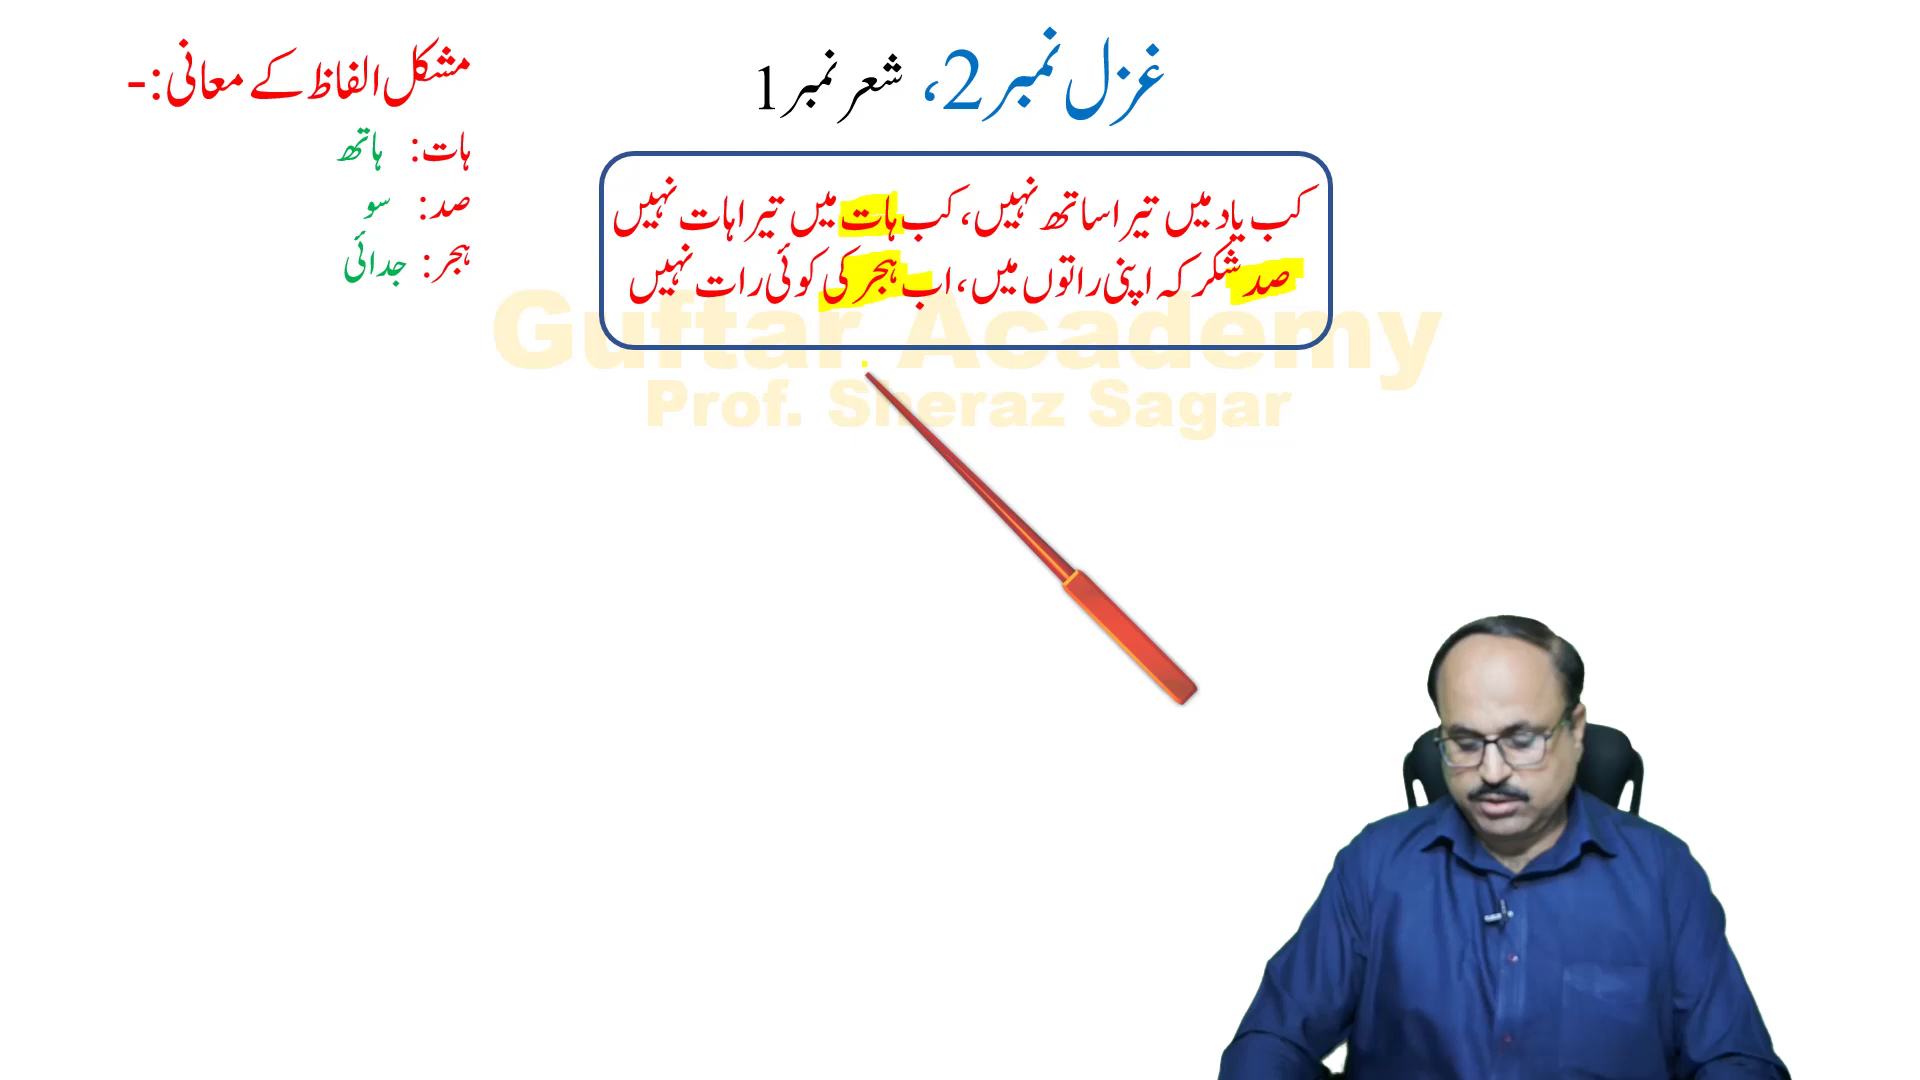 غزل نمبر 2، شعر نمبر 1
کب یاد میں تیرا ساتھ نہیں، کب ہات میں تیرا ہات نہیں
صد شکر کہ اپنی راتوں میں، اب ہجر کی کوئی رات نہیں
مشکل الفاظ کے معانی:-
ہات: ہاتھ
صد: سو
ہجر: جدائی
Guftar Academy
Prof. Sheraz Sagar